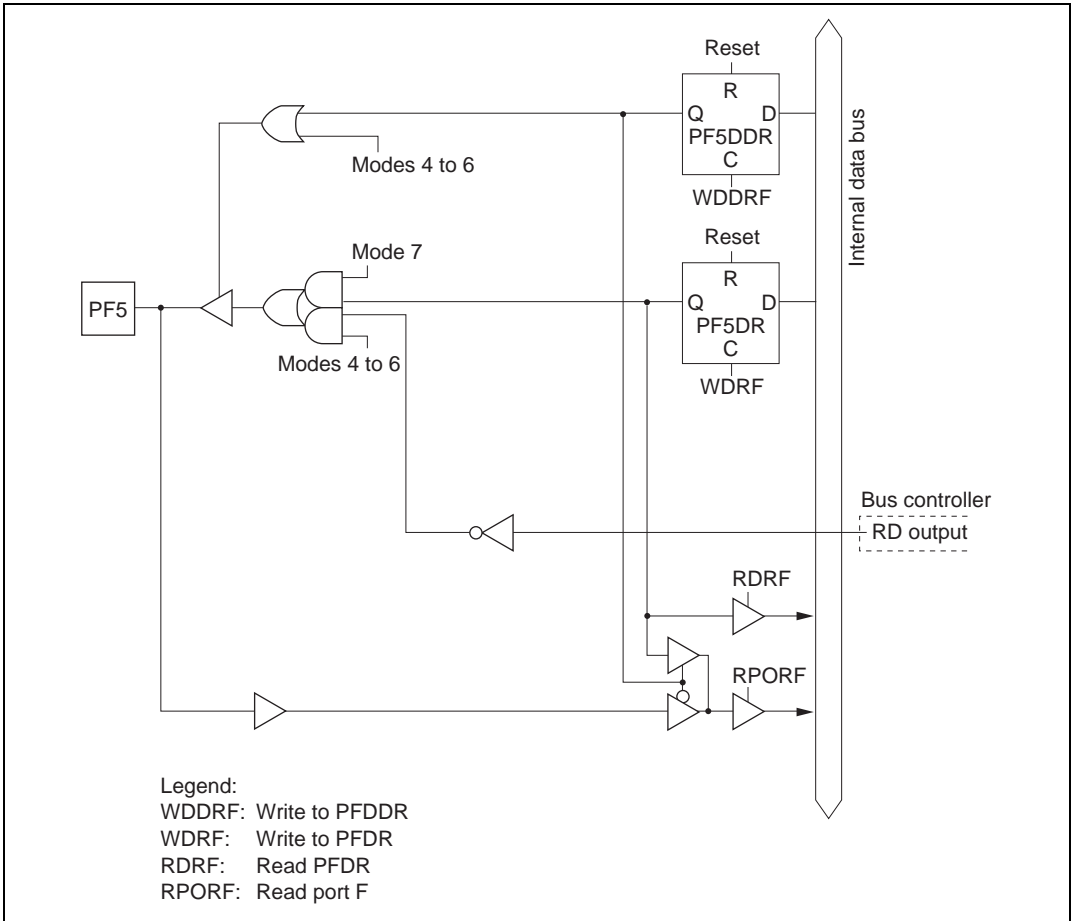 Reset
R
Q D
PF5DDR
C
WDDRF
Modes 4 to 6
Internal data bus
Reset
R
Q D
PF5DR
C
WDRF
Mode 7
PF5
Modes 4 to 6
Bus controller
RD output
RDRF
RPORF
Legend:
WDDRF: Write to PFDDR
WDRF: Write to PFDR
RDRF: Read PFDR
RPORF: Read port F